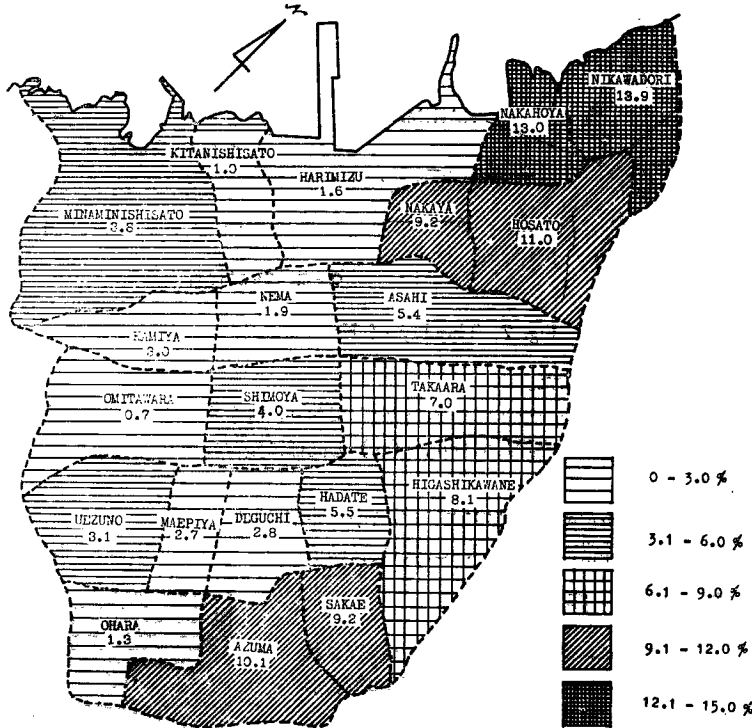 N
NIKAWADORI
13.9
NAKAHOYA
13.0
KITANISHISATO
1.0
HARIMIZU
1.6
MINAMINISHISATO
3.8
NAKAYA
9.2
HOSATO
11.0
NEMA
1.9
ASAHI
5.4
KAMIYA
3.0
OMITAWARA
0.7
SHIMOYA
4.0
TAKAARA
7.0
UEZUNO
3.1
MAEPIYA
2.7
DEGUCHI
2.8
HADATE
5.5
HIGASHIKAWANE
8.1
OHARA
1.3
AZUMA
10.1
SAKAE
9.2
0 - 3.0 %
3.1 - 6.0 %
6.1 - 9.0 %
9.1 - 12.0 %
12.1 - 15.0 %